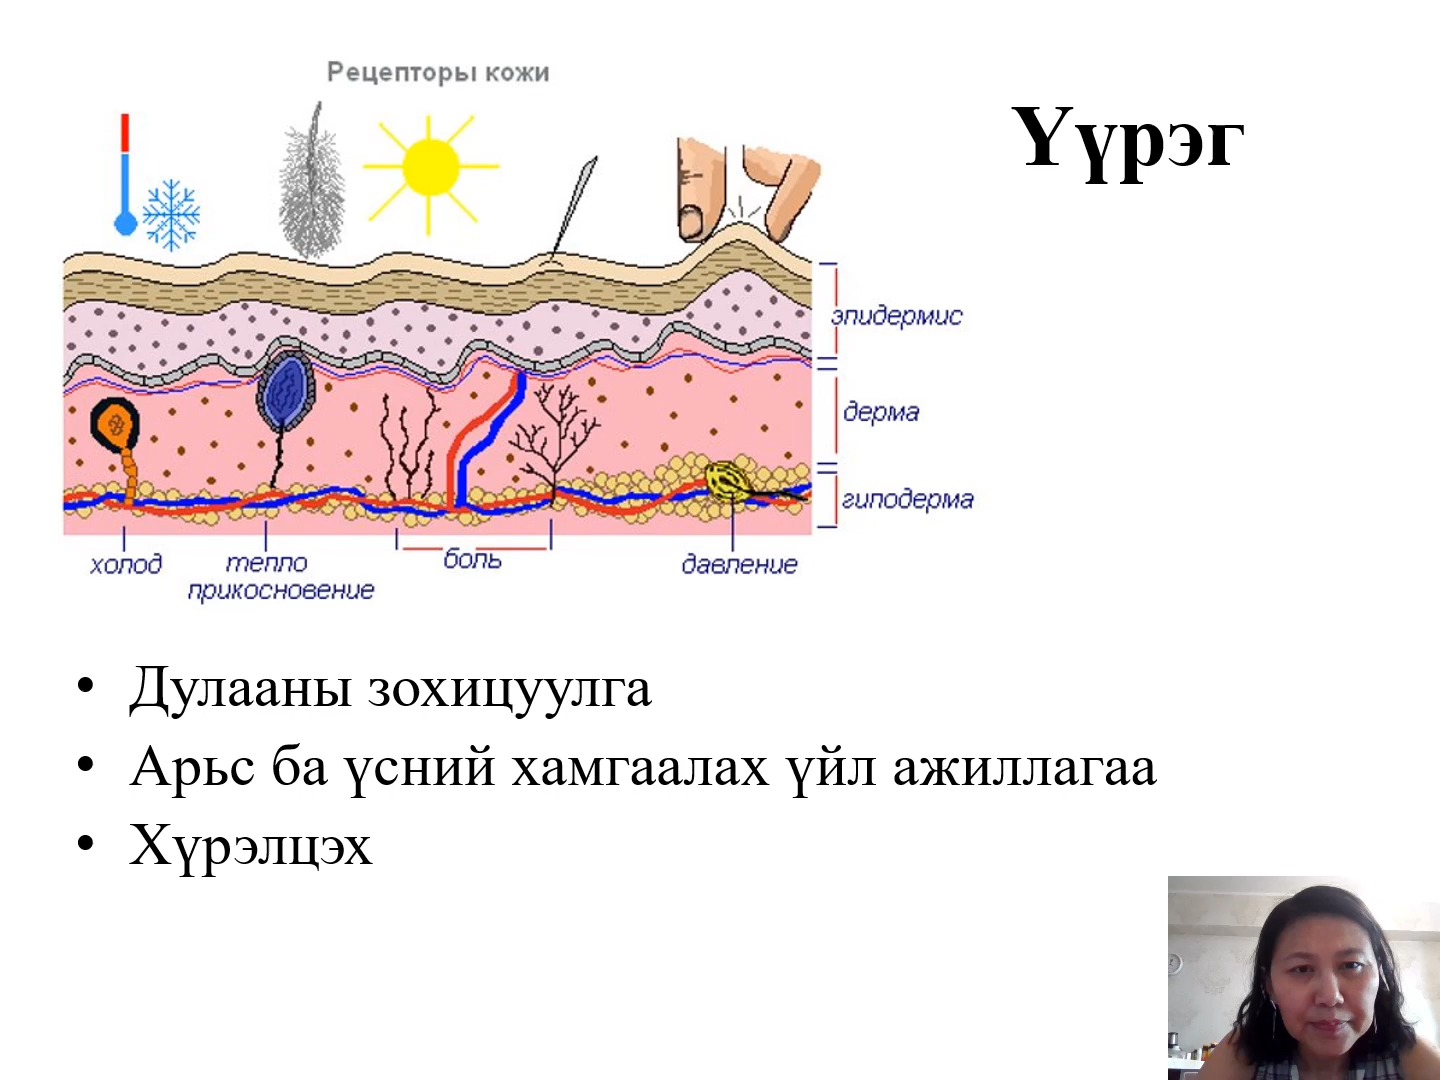 Рецепторы кожи
Үүрэг
эпидермис
дерма
гиподерма
холод
тепло
прикосновение
боль
давление
• Дулааны зохицуулга
• Арьс ба үсний хамгаалах үйл ажиллагаа
• Хүрэлцэх